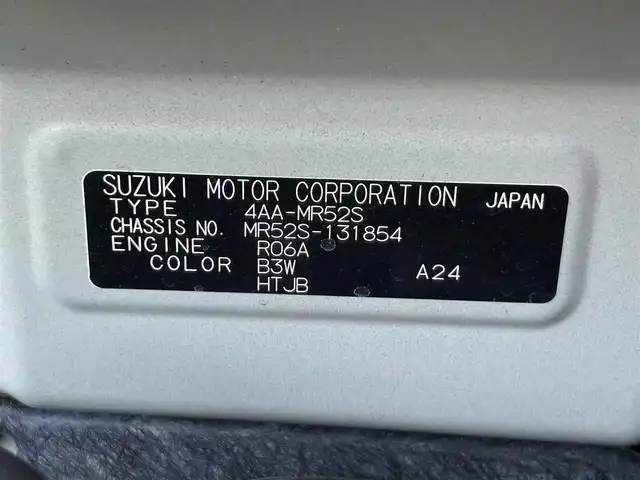 SUZUKI MOTOR CORPORATION JAPAN
TYPE 4AA-MR52S
CHASSIS NO. MR52S-131854
ENGINE R06A
COLOR B3W A24
HTJB